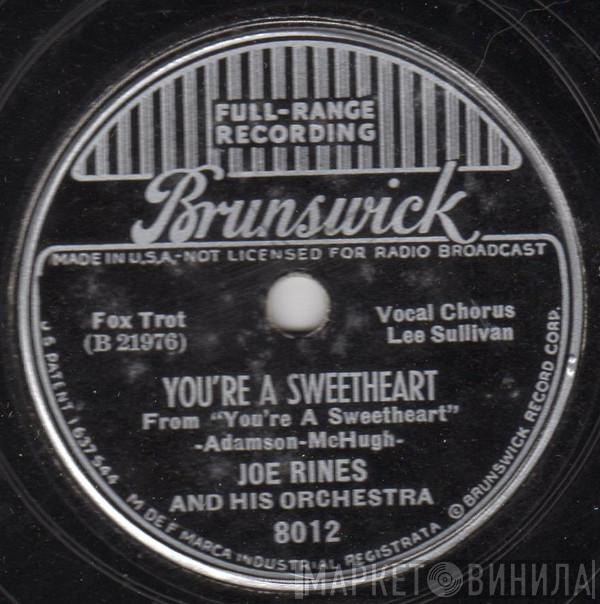 FULL-RANGE
RECORDING
Brunswick
MADE IN U.S.A-NOT LICENSED FOR RADIO BROADCAST
Fox Trot
(B 21976)
Vocal Chorus
Lee Sullivan
YOU'RE A SWEETHEART
From "You're A Sweetheart"
-Adamson-McHugh-
JOE RINES
AND HIS ORCHESTRA
8012
U S PATENT 1637544 M DE F MARCA INDUSTRIAL REGISTRATA © BRUNSWICK RECORD CORP.
МАРКЕТ ВИНИЛА